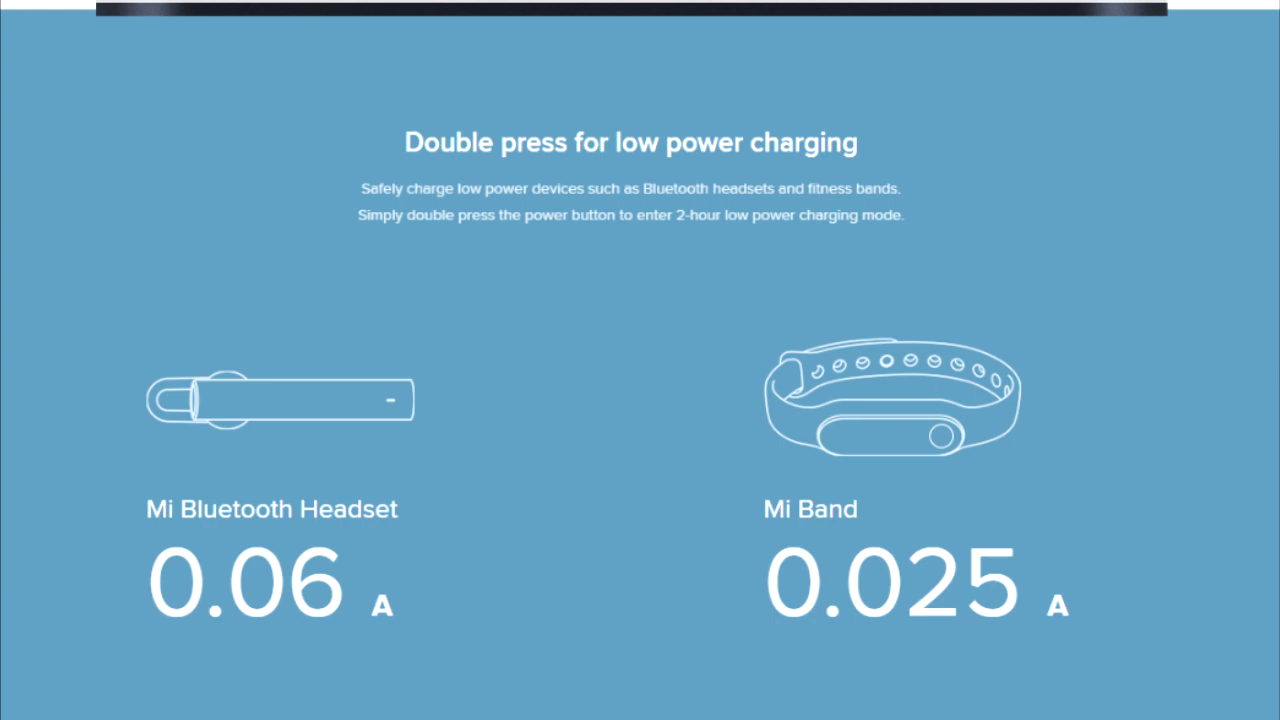 Double press for low power charging
Safely charge low power devices such as Bluetooth headsets and fitness bands.
Simply double press the power button to enter 2-hour low power charging mode.
Mi Bluetooth Headset
0.06 A
Mi Band
0.025 A